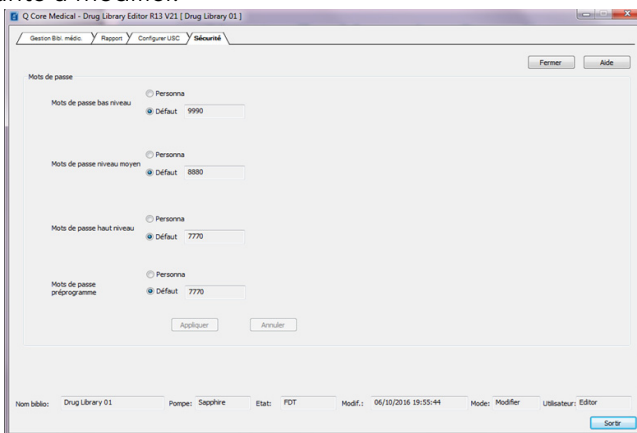 Q Core Medical - Drug Library Editor R13 V21 [ Drug Library 01 ]
Gestion Bibl. médic. Rapport Configurer USC Sécurité
Fermer Aide
Mots de passe
Personna
Mots de passe bas niveau
Défaut 9990
Personna
Mots de passe niveau moyen
Défaut 8880
Personna
Mots de passe haut niveau
Défaut 7770
Personna
Mots de passe préprogramme
Défaut 7770
Appliquer Annuler
Nom biblio: Drug Library 01 Pompe: Sapphire Etat: FDT Modif.: 06/10/2016 19:55:44 Mode: Modifier Utilisateur: Editor
Sortir